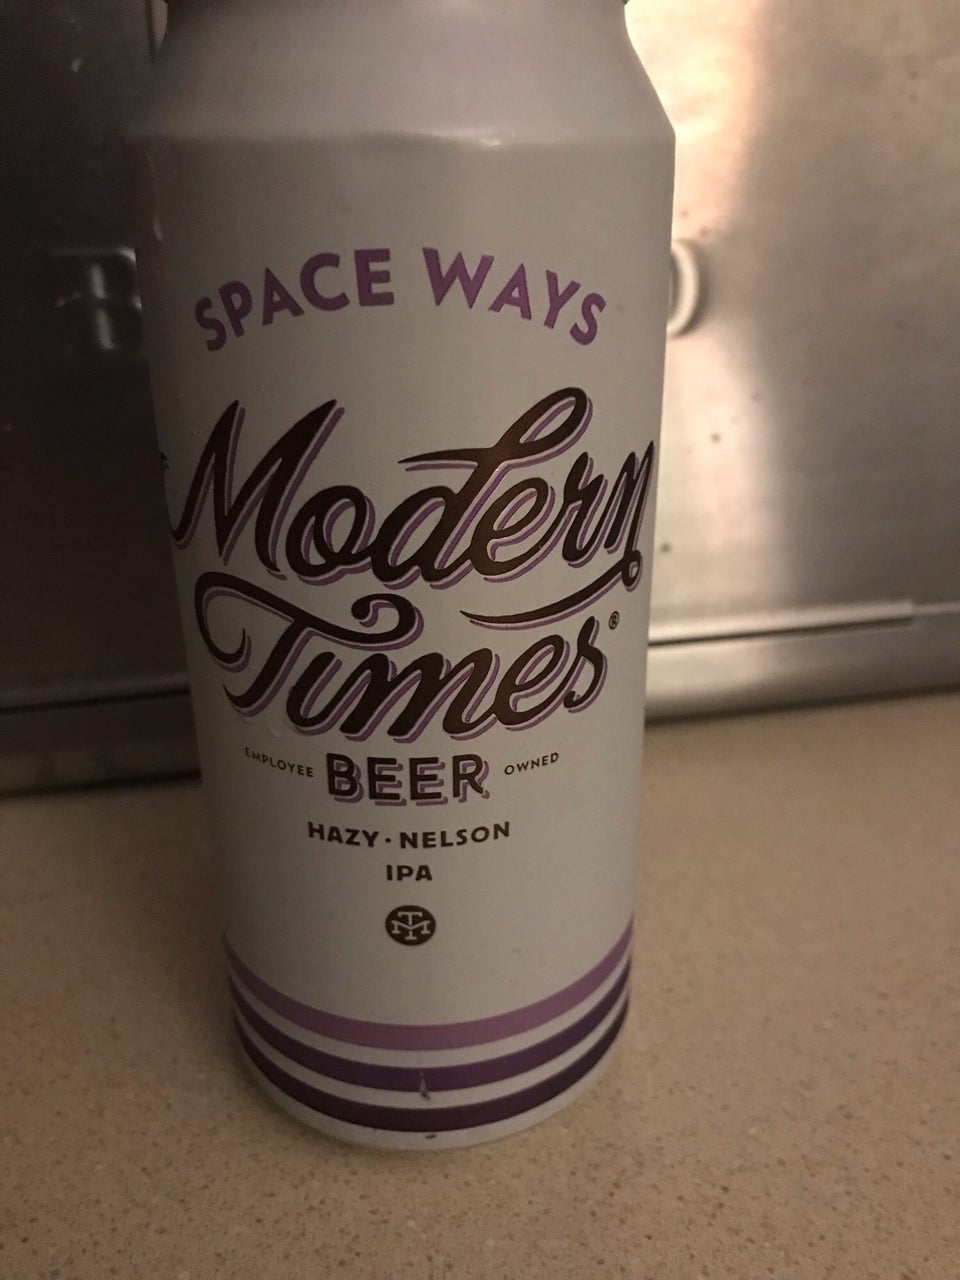 SPACE WAYS
Modern
Times®
EMPLOYEE BEER OWNED
HAZY · NELSON
IPA